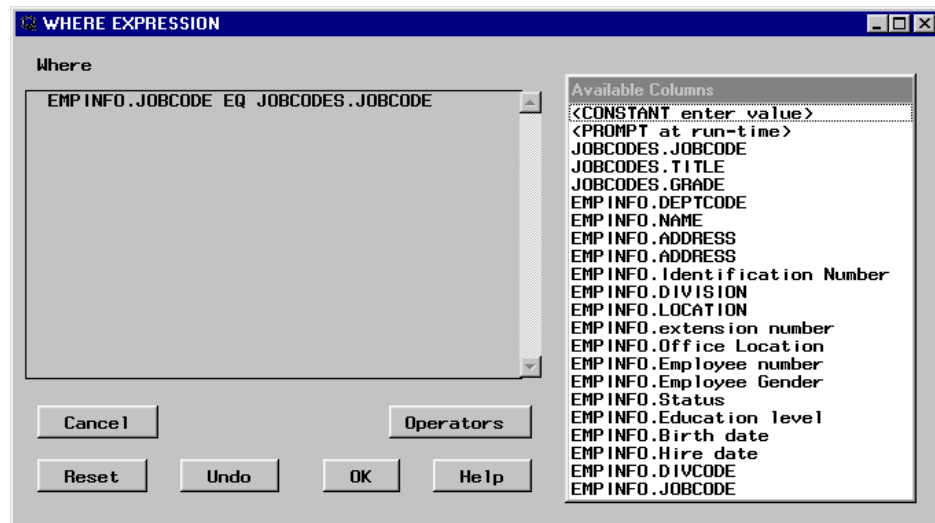 WHERE EXPRESSION
Where
EMPINFO.JOBCODE EQ JOBCODES.JOBCODE
Available Columns
<CONSTANT enter value>
<PROMPT at run-time>
JOBCODES.JOBCODE
JOBCODES.TITLE
JOBCODES.GRADE
EMPINFO.DEPTCODE
EMPINFO.NAME
EMPINFO.ADDRESS
EMPINFO.ADDRESS
EMPINFO.Identification Number
EMPINFO.DIVISION
EMPINFO.LOCATION
EMPINFO.extension number
EMPINFO.Office Location
EMPINFO.Employee number
EMPINFO.Employee Gender
EMPINFO.Status
EMPINFO.Education level
EMPINFO.Birth date
EMPINFO.Hire date
EMPINFO.DIVCODE
EMPINFO.JOBCODE
Cancel
Operators
Reset
Undo
OK
Help